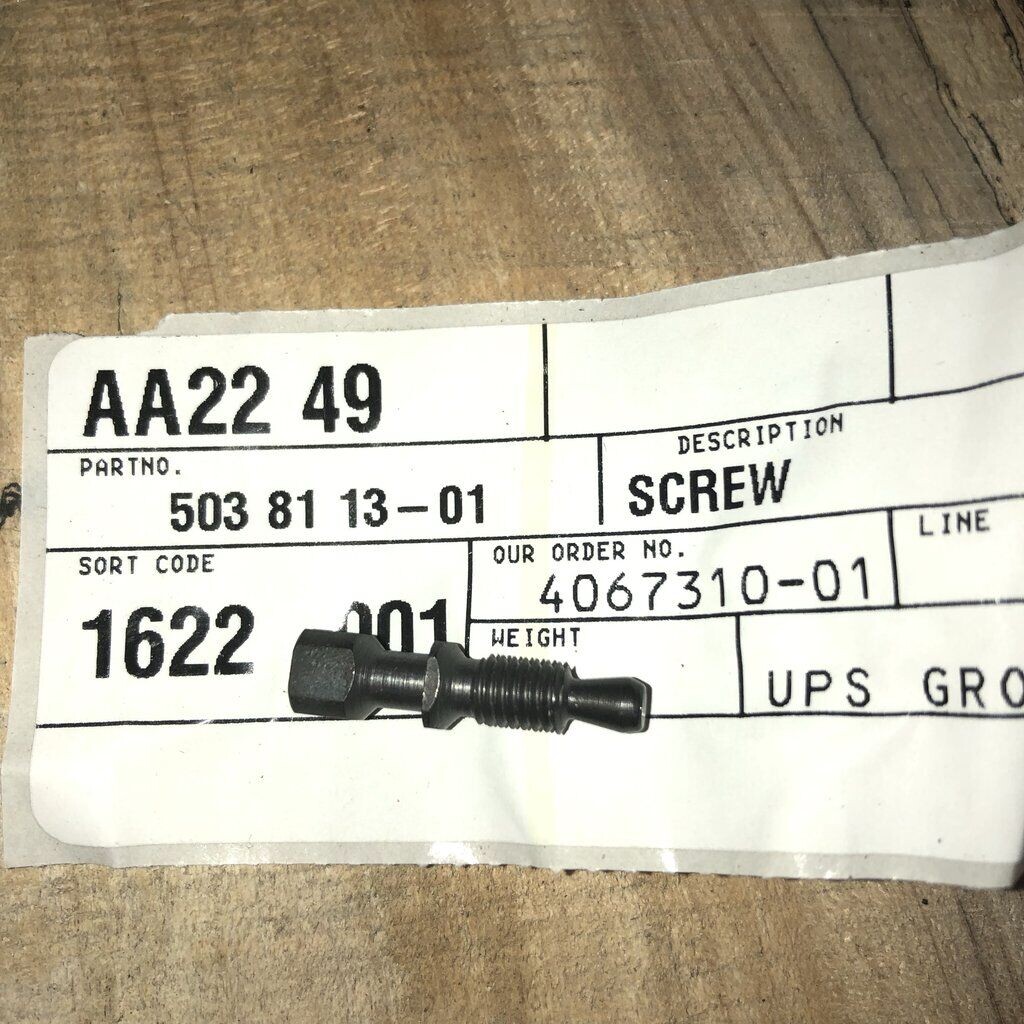 AA22 49
PARTNO.
503 81 13-01
DESCRIPTION
SCREW
SORT CODE
1622 001
OUR ORDER NO.
4067310-01
LINE
WEIGHT
UPS GRO